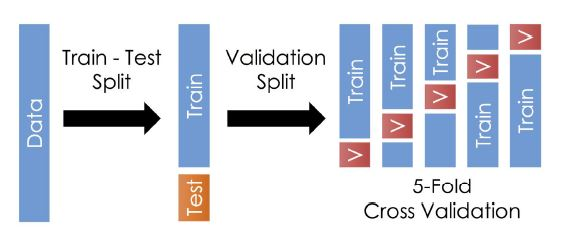 Data
Train - Test
Split
Train
Test
Validation
Split
Train
V
Train
V
Train
V
V
Train
V
Train
5-Fold
Cross Validation